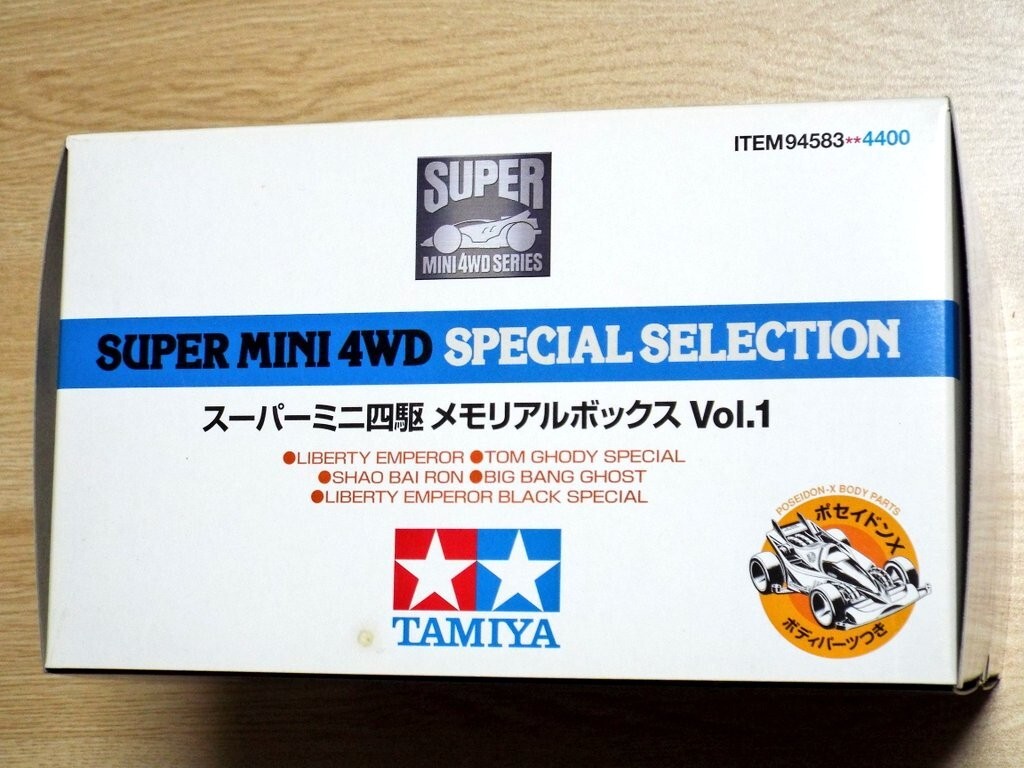 ITEM94583**4400
SUPER
MINI 4WD SERIES
SUPER MINI 4WD SPECIAL SELECTION
スーパーミニ四駆 メモリアルボックス Vol.1
●LIBERTY EMPEROR ●TOM GHODY SPECIAL
●SHAO BAI RON ●BIG BANG GHOST
●LIBERTY EMPEROR BLACK SPECIAL
POSEIDON-X BODY PARTS
ポセイドンX
ボディパーツつき
TAMIYA